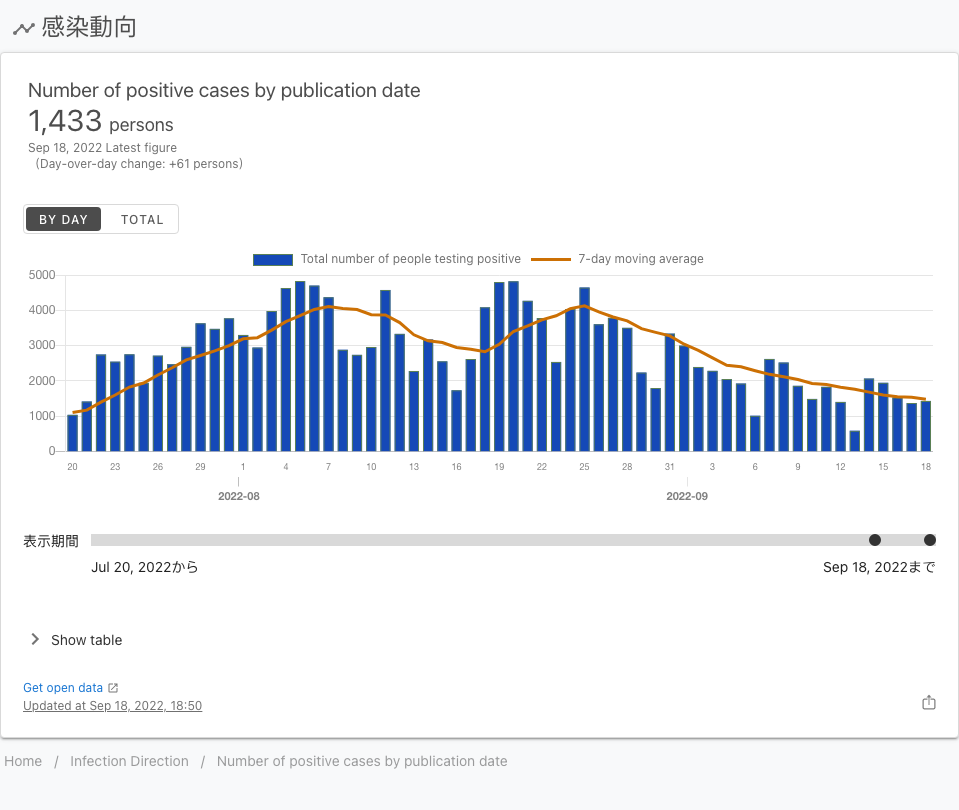 感染動向
Number of positive cases by publication date
1,433 persons
Sep 18, 2022 Latest figure
(Day-over-day change: +61 persons)
BY DAY TOTAL
Total number of people testing positive 7-day moving average
5000
4000
3000
2000
1000
0
20 23 26 29 1 4 7 10 13 16 19 22 25 28 31 3 6 9 12 15 18
2022-08 2022-09
表示期間
Jul 20, 2022から Sep 18, 2022まで
Show table
Get open data
Updated at Sep 18, 2022, 18:50
Home / Infection Direction / Number of positive cases by publication date